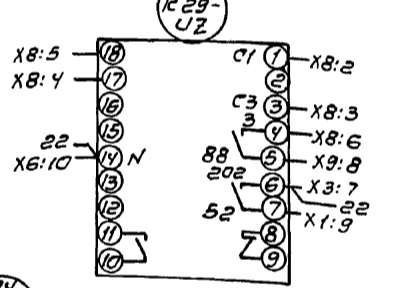 K29-
UZ
X8:5 18 C1 1 X8:2
X8:4 17 2
16 C3 3 X8:3
15 3 4 X8:6
22
X6:10 14 N 88 5 X9:8
13 202 6 X3:7
12 52 7 22
X1:9
11 8
10 9